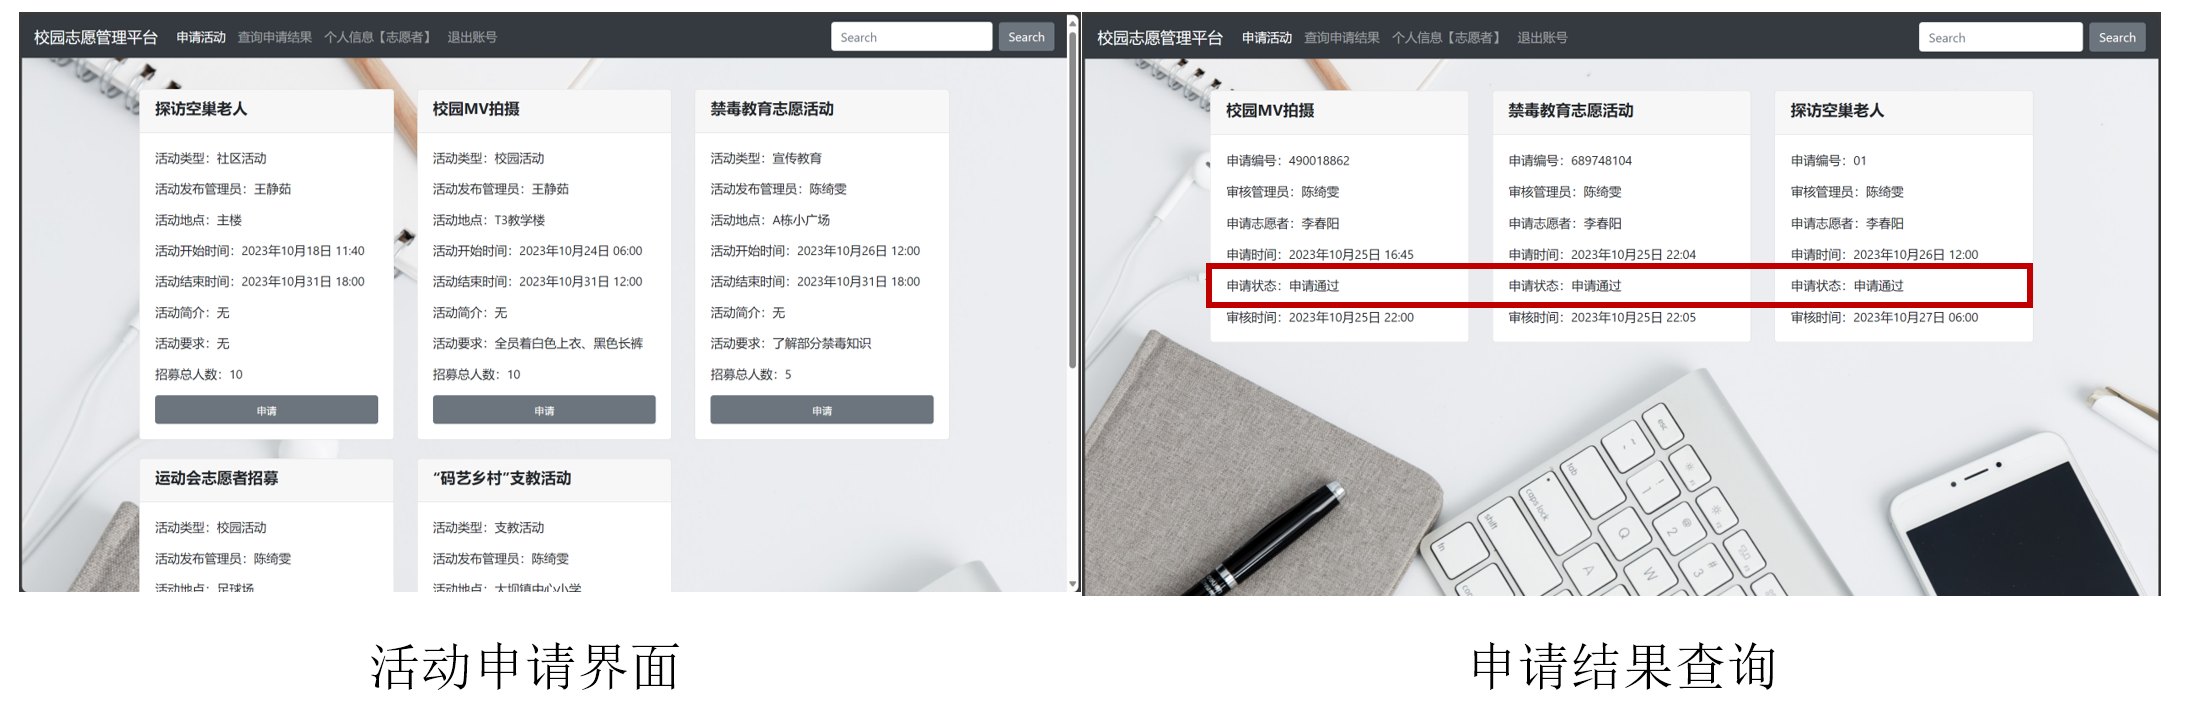 校园志愿管理平台 申请活动 查询申请结果 个人信息【志愿者】 退出账号 Search Search
探访空巢老人
活动类型：社区活动
活动发布管理员：王静茹
活动地点：主楼
活动开始时间：2023年10月18日 11:40
活动结束时间：2023年10月31日 18:00
活动简介：无
活动要求：无
招募总人数：10
申请
校园MV拍摄
活动类型：校园活动
活动发布管理员：王静茹
活动地点：T3教学楼
活动开始时间：2023年10月24日 06:00
活动结束时间：2023年10月31日 12:00
活动简介：无
活动要求：全员着白色上衣、黑色长裤
招募总人数：10
申请
禁毒教育志愿活动
活动类型：宣传教育
活动发布管理员：陈绮雯
活动地点：A栋小广场
活动开始时间：2023年10月26日 12:00
活动结束时间：2023年10月31日 18:00
活动简介：无
活动要求：了解部分禁毒知识
招募总人数：5
申请
运动会志愿者招募
活动类型：校园活动
活动发布管理员：陈绮雯
活动地点：足球场
“码艺乡村”支教活动
活动类型：支教活动
活动发布管理员：陈绮雯
活动地点：大坝镇中心小学
活动申请界面
校园志愿管理平台 申请活动 查询申请结果 个人信息【志愿者】 退出账号 Search Search
校园MV拍摄
申请编号：490018862
审核管理员：陈绮雯
申请志愿者：李春阳
申请时间：2023年10月25日 16:45
申请状态：申请通过
审核时间：2023年10月25日 22:00
禁毒教育志愿活动
申请编号：689748104
审核管理员：陈绮雯
申请志愿者：李春阳
申请时间：2023年10月25日 22:04
申请状态：申请通过
审核时间：2023年10月25日 22:05
探访空巢老人
申请编号：01
审核管理员：陈绮雯
申请志愿者：李春阳
申请时间：2023年10月26日 12:00
申请状态：申请通过
审核时间：2023年10月27日 06:00
esc
tab
caps lock
shift
fn
Q
W
A
2
3
申请结果查询